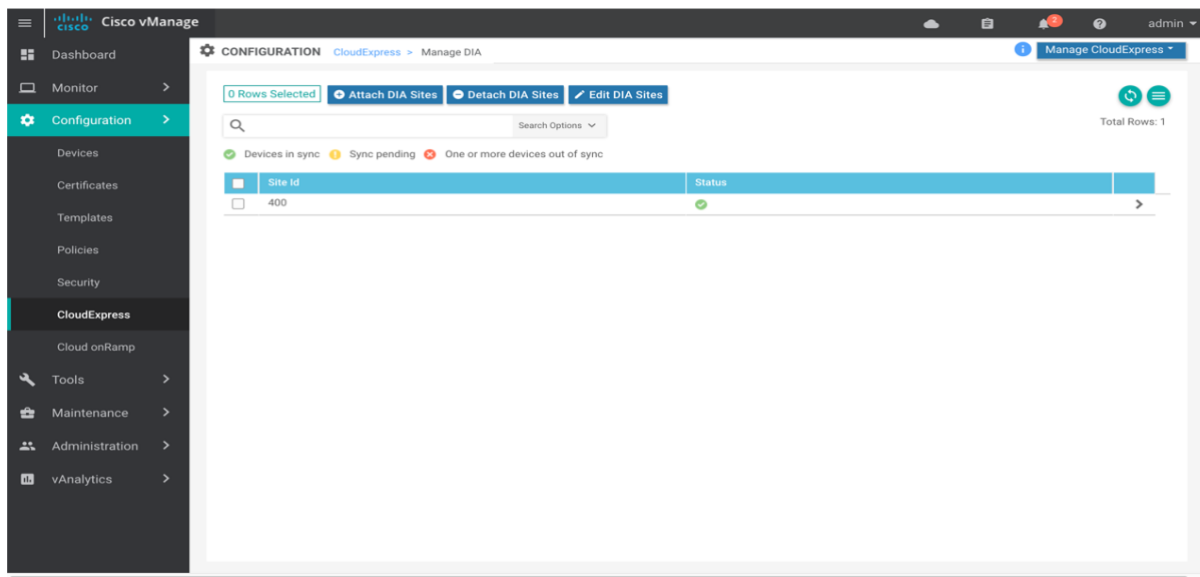 cisco Cisco vManage
2
admin
Dashboard
Monitor
Configuration
Devices
Certificates
Templates
Policies
Security
CloudExpress
Cloud onRamp
Tools
Maintenance
Administration
vAnalytics
CONFIGURATION CloudExpress > Manage DIA
Manage CloudExpress
0 Rows Selected Attach DIA Sites Detach DIA Sites Edit DIA Sites
Search Options
Total Rows: 1
Devices in sync Sync pending One or more devices out of sync
Site Id Status
400